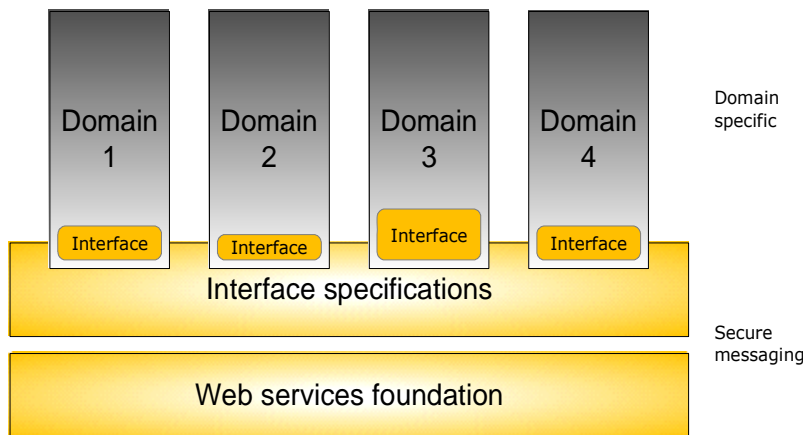 Domain
1
Domain
2
Domain
3
Domain
4
Domain
specific
Interface
Interface
Interface
Interface
Interface specifications
Secure
messaging
Web services foundation